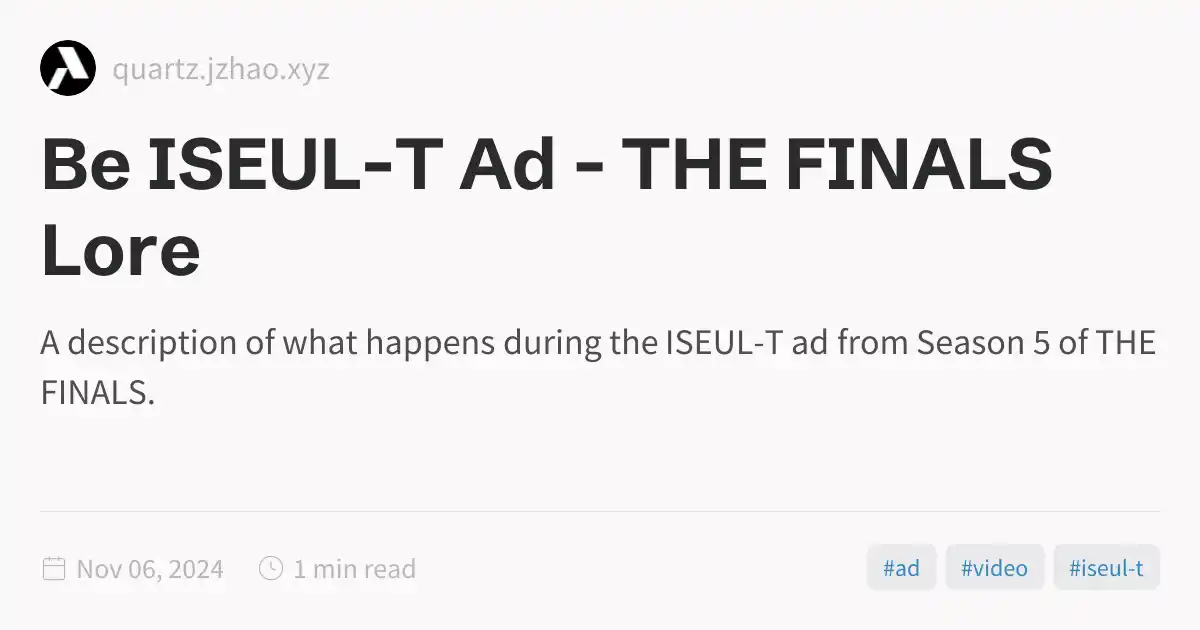 quartz.jzhao.xyz
Be ISEUL-T Ad - THE FINALS
Lore
A description of what happens during the ISEUL-T ad from Season 5 of THE
FINALS.
Nov 06, 2024 1 min read #ad #video #iseul-t